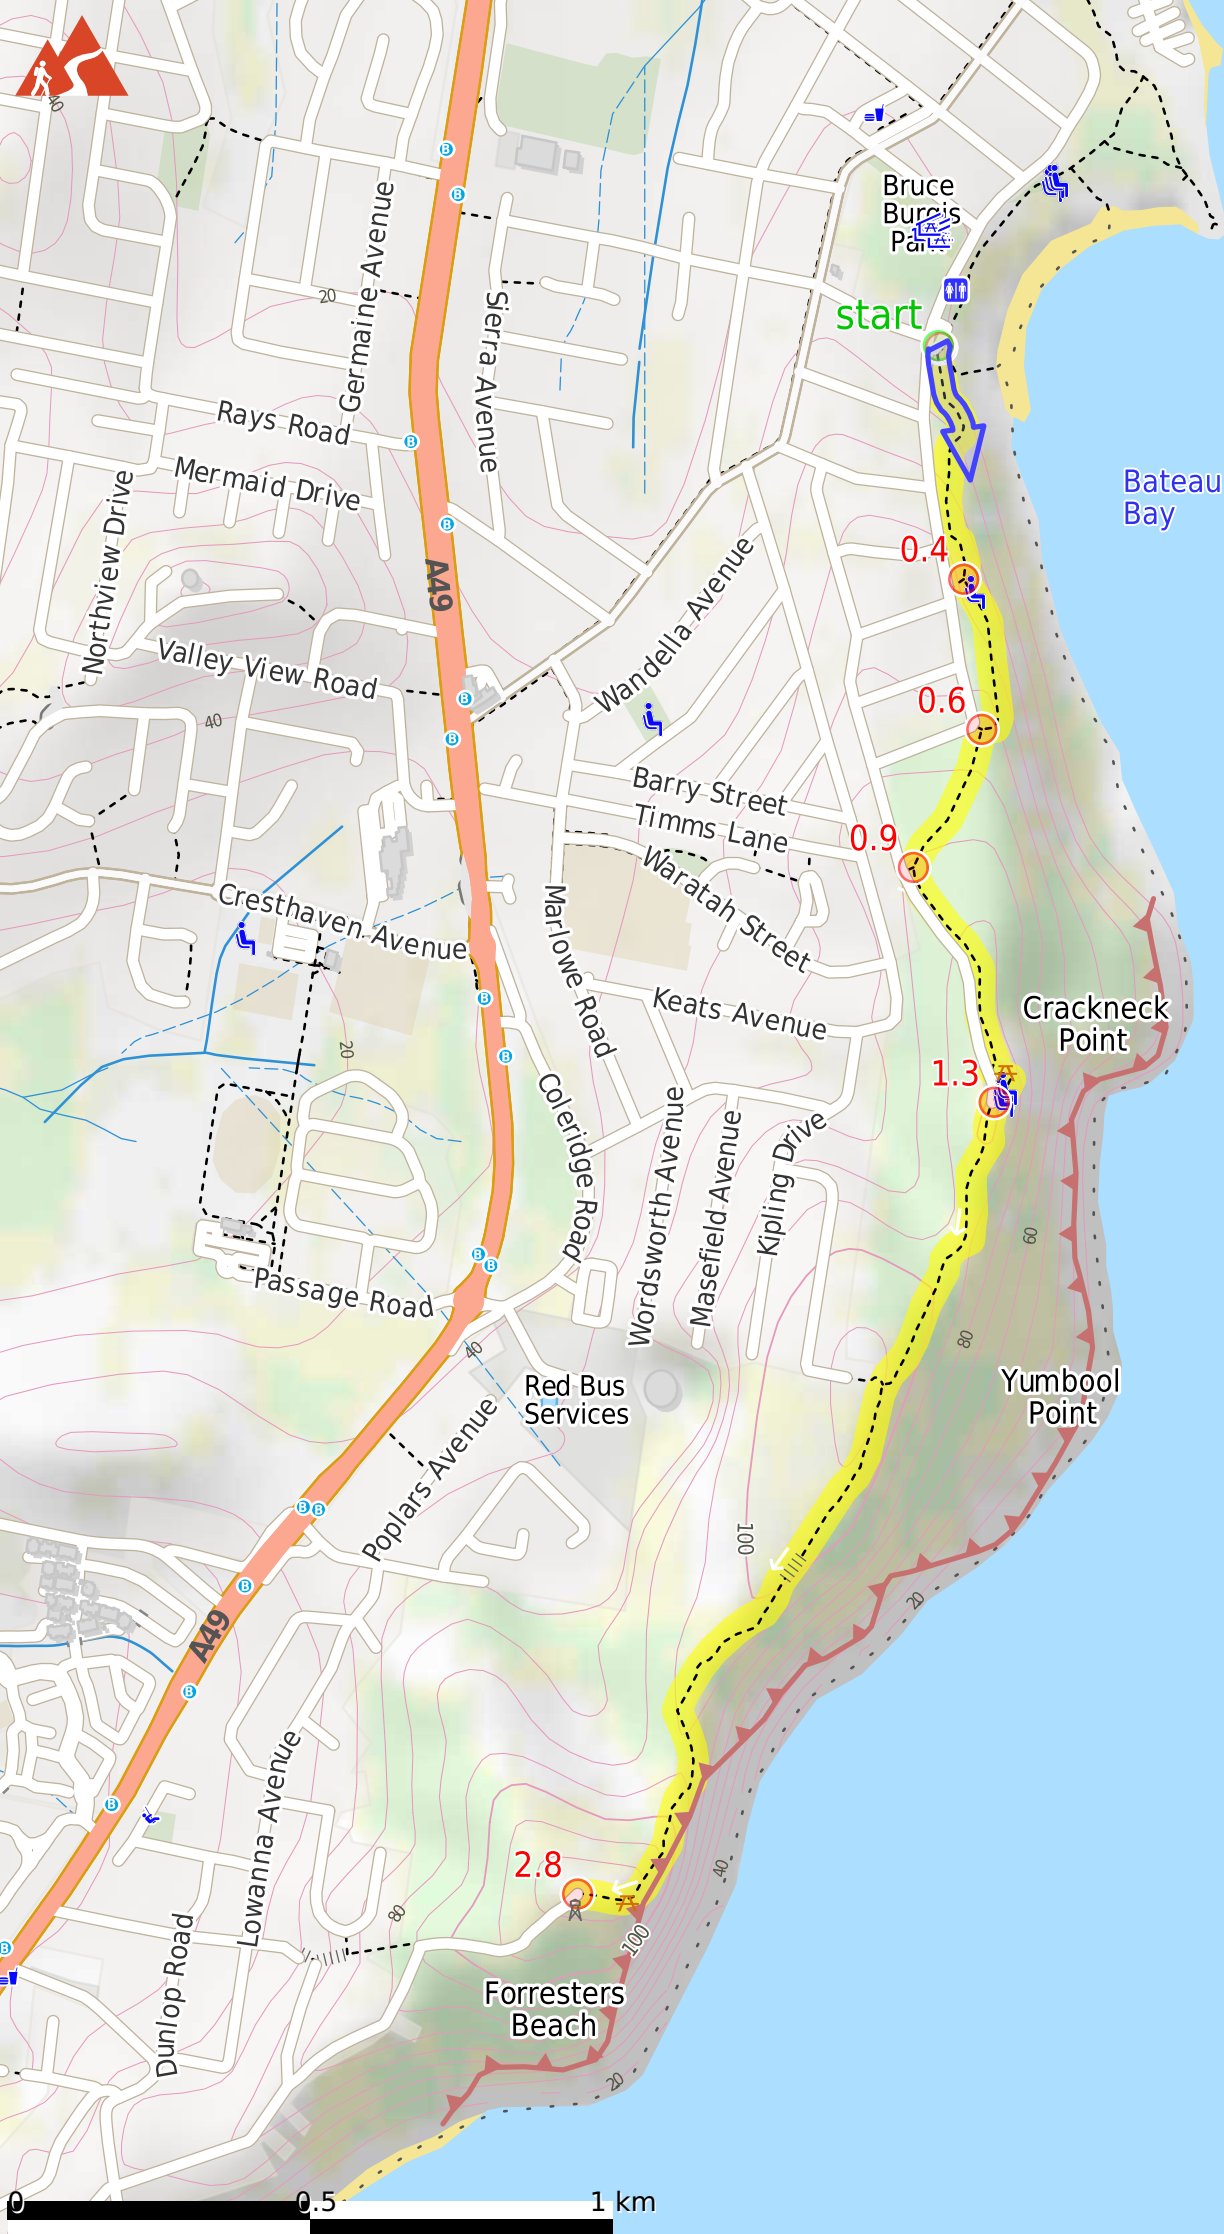 40
Bruce
Burgis
Park
Germaine Avenue
20
Sierra Avenue
start
Rays Road
Mermaid Drive
Northview Drive
Bateau
Bay
0.4
A49
Wandella Avenue
Valley View Road
40
0.6
Barry Street
Timms Lane
0.9
Waratah Street
Cresthaven Avenue
Marlowe Road
Keats Avenue
Crackneck
Point
20
1.3
Coleridge Road
Wordsworth Avenue
Masefield Avenue
Kipling Drive
60
Passage Road
40
80
Red Bus
Services
Yumbool
Point
Poplars Avenue
100
20
A49
Lowanna Avenue
2.8
40
80
Dunlop Road
100
Forresters
Beach
20
0
0.5
1 km